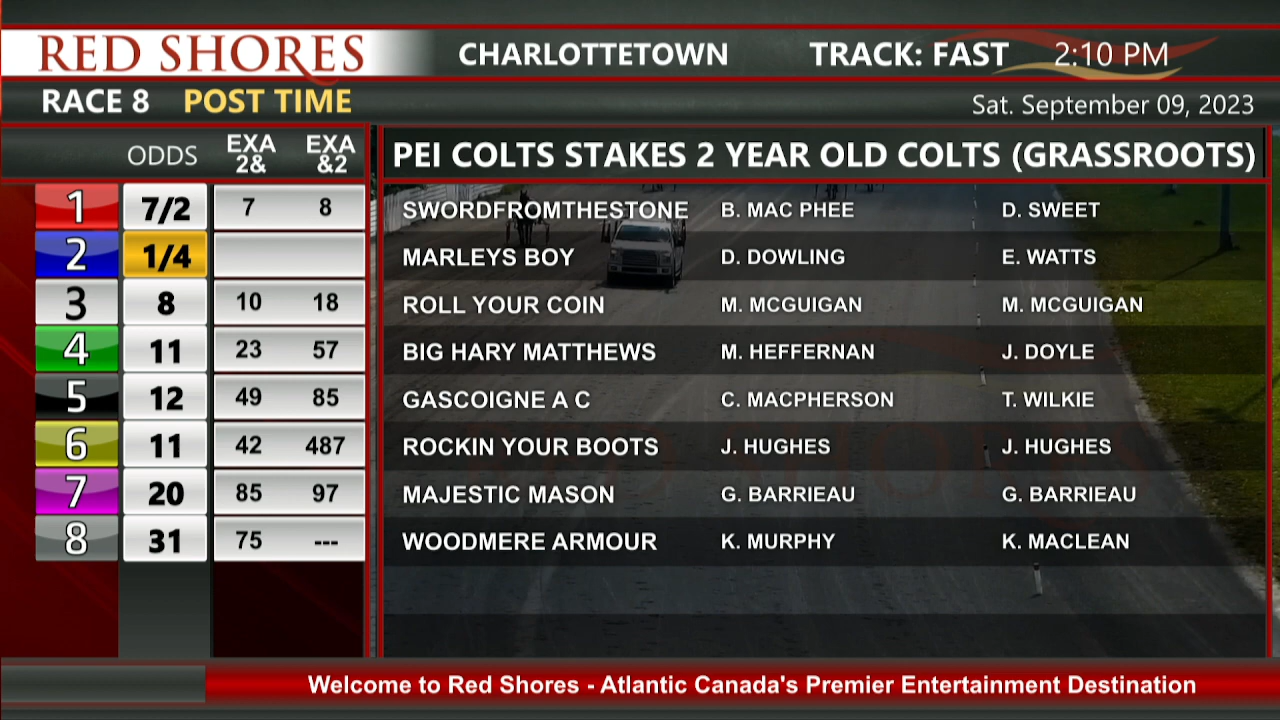 RED SHORES CHARLOTTETOWN TRACK: FAST 2:10 PM
RACE 8 POST TIME Sat. September 09, 2023
ODDS EXA 2& EXA &2 PEI COLTS STAKES 2 YEAR OLD COLTS (GRASSROOTS)
1 7/2 7 8 SWORDFROMTHESTONE B. MAC PHEE D. SWEET
2 1/4 MARLEYS BOY D. DOWLING E. WATTS
3 8 10 18 ROLL YOUR COIN M. MCGUIGAN M. MCGUIGAN
4 11 23 57 BIG HARY MATTHEWS M. HEFFERNAN J. DOYLE
5 12 49 85 GASCOIGNE A C C. MACPHERSON T. WILKIE
6 11 42 487 ROCKIN YOUR BOOTS J. HUGHES J. HUGHES
7 20 85 97 MAJESTIC MASON G. BARRIEAU G. BARRIEAU
8 31 75 --- WOODMERE ARMOUR K. MURPHY K. MACLEAN
Welcome to Red Shores - Atlantic Canada's Premier Entertainment Destination